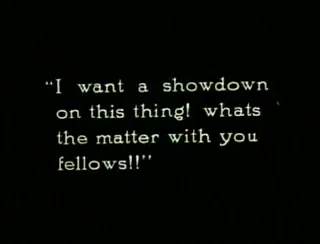 “I want a showdown
on this thing! whats
the matter with you
fellows!!”